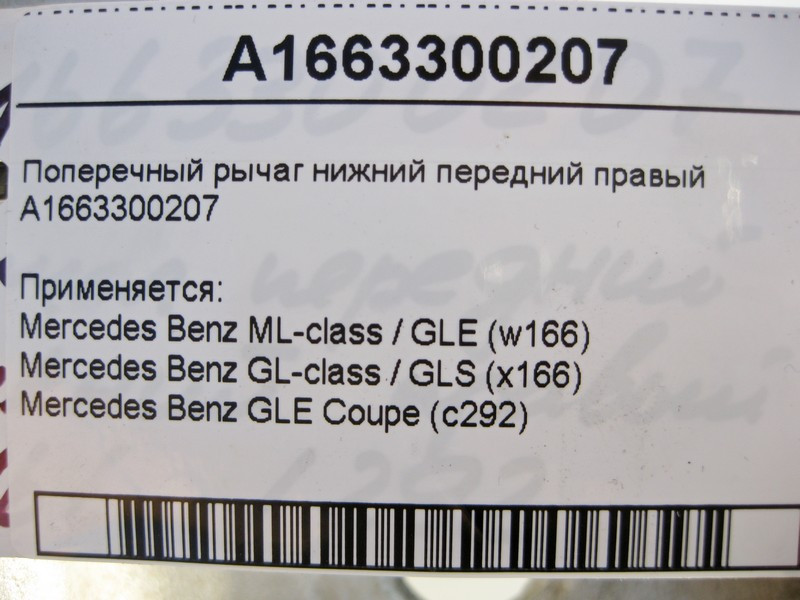 A1663300207
Поперечный рычаг нижний передний правый
A1663300207
Применяется:
Mercedes Benz ML-class / GLE (w166)
Mercedes Benz GL-class / GLS (x166)
Mercedes Benz GLE Coupe (c292)